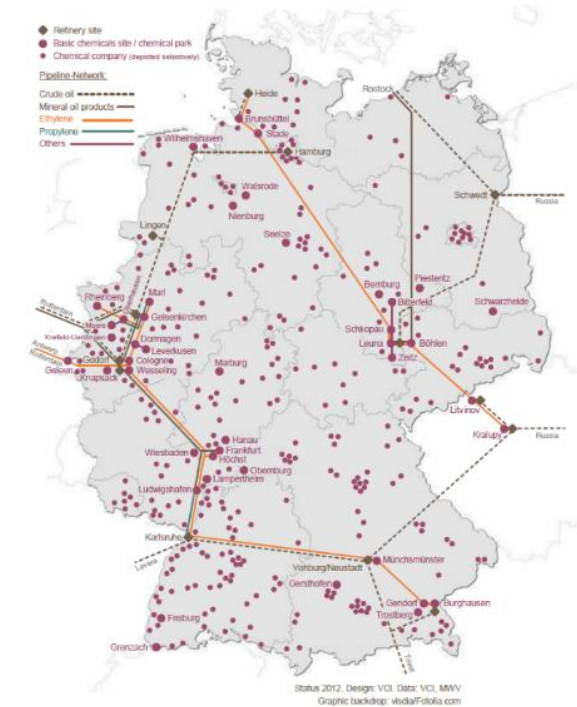 Refinery site
Basic chemicals site / chemical park
Chemical company (depicted selectively)
Pipeline-Network:
Crude oil
Mineral oil products
Ethylene
Propylene
Others
Heide
Rostock
Brunsbüttel
Stade
Wilhelmshaven
Hamburg
Walsrode
Schwedt
Russia
Nienburg
Lingen
Seelze
Bernburg
Piesteritz
Marl
Bitterfeld
Rheinberg
Schwarzheide
Rotterdam
Gelsenkirchen
Moers
Schkopau
Krefeld-Uerdingen
Dormagen
Leuna
Böhlen
Leverkusen
Antwerp
Rotterdam
Godorf
Cologne
Zeitz
Geleen
Knapsack
Wesseling
Marburg
Litvinov
Kralupy
Russia
Hanau
Wiesbaden
Frankfurt
Höchst
Obernburg
Lampertheim
Ludwigshafen
Karlsruhe
Lavera
Vohburg/Neustadt
Münchsmünster
Gersthofen
Gendorf
Burghausen
Trostberg
Freiburg
Grenzach
Triest
Status 2012. Design: VCI. Data: VCI, MWV
Graphic backdrop: visdia/Fotolia.com